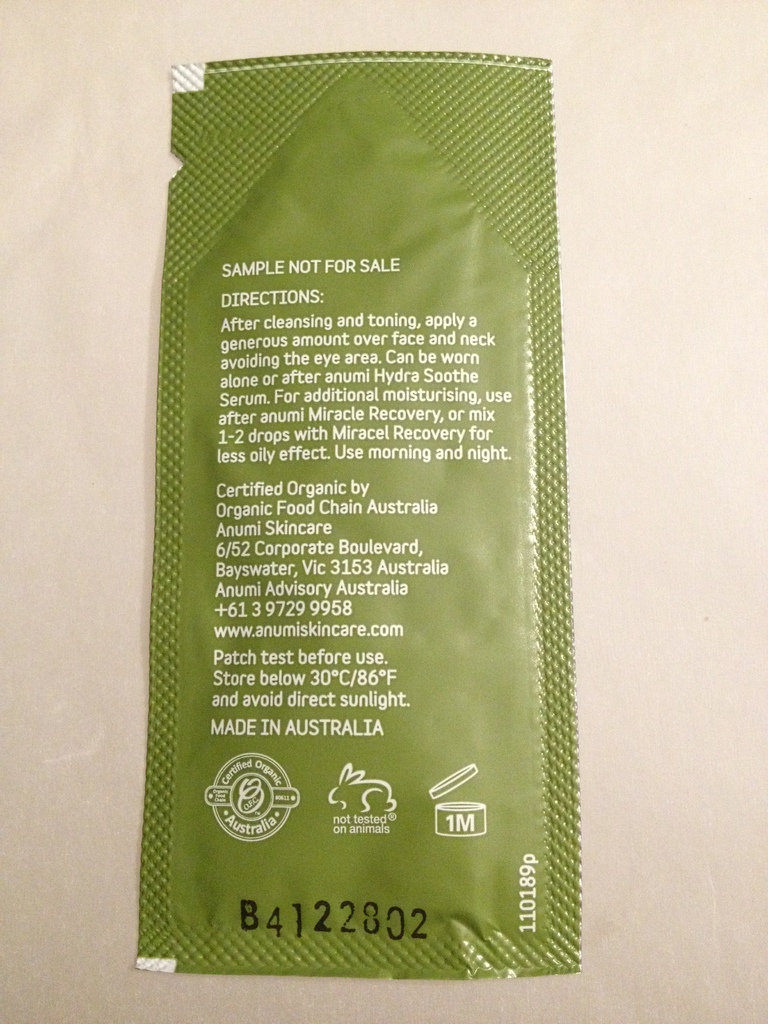 SAMPLE NOT FOR SALE
DIRECTIONS:
After cleansing and toning, apply a
generous amount over face and neck
avoiding the eye area. Can be worn
alone or after anumi Hydra Soothe
Serum. For additional moisturising, use
after anumi Miracle Recovery, or mix
1-2 drops with Miracel Recovery for
less oily effect. Use morning and night.
Certified Organic by
Organic Food Chain Australia
Anumi Skincare
6/52 Corporate Boulevard,
Bayswater, Vic 3153 Australia
Anumi Advisory Australia
+61 3 9729 9958
www.anumiskincare.com
Patch test before use.
Store below 30°C/86°F
and avoid direct sunlight.
MADE IN AUSTRALIA
Certified Organic
Organic
Food
Chain
O.F.C.
#0611
Australia
not tested®
on animals
1M
110189p
B4122802